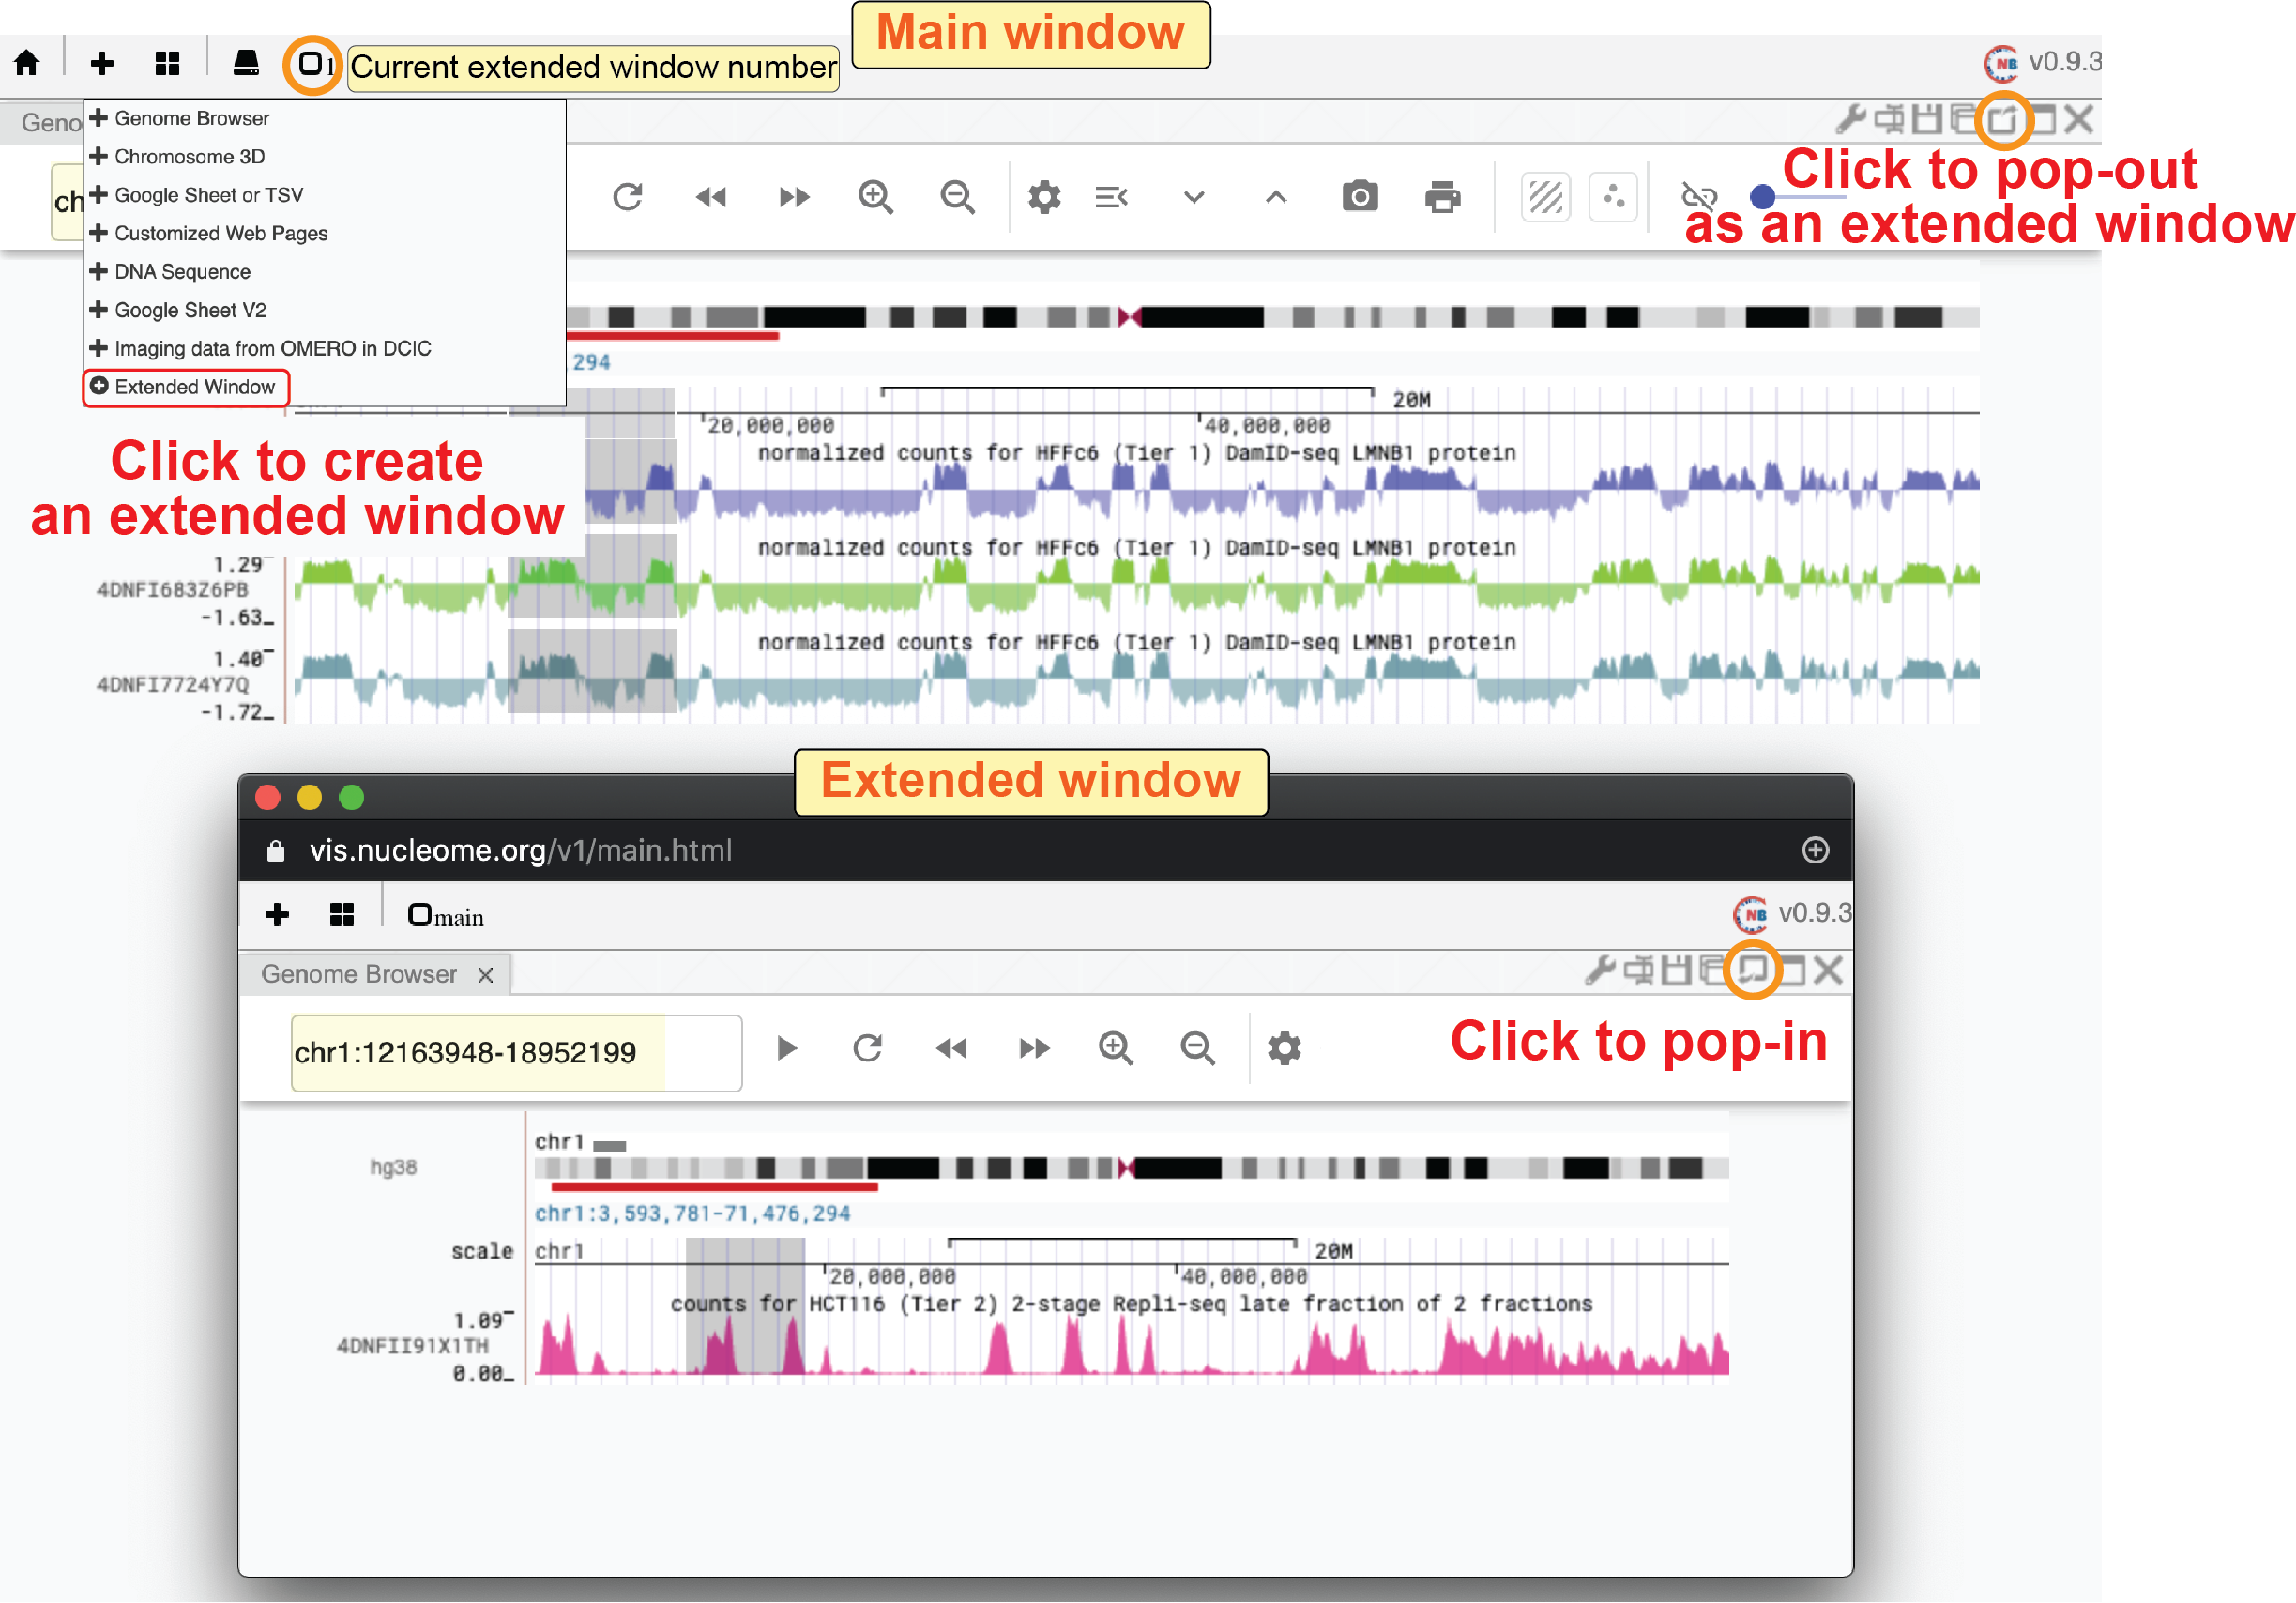 Main window
1
Current extended window number
NB v0.9.3
Geno
Genome Browser
Chromosome 3D
Google Sheet or TSV
Customized Web Pages
DNA Sequence
Google Sheet V2
Imaging data from OMERO in DCIC
Extended Window
Click to pop-out
as an extended window
ch
,294
20M
20,000,000
40,000,000
Click to create
an extended window
normalized counts for HFFc6 (Tier 1) DamID-seq LMNB1 protein
normalized counts for HFFc6 (Tier 1) DamID-seq LMNB1 protein
1.29
4DNFI683Z6PB
-1.63
normalized counts for HFFc6 (Tier 1) DamID-seq LMNB1 protein
1.40
4DNFI7724Y7Q
-1.72
Extended window
vis.nucleome.org/v1/main.html
main
NB v0.9.3
Genome Browser
Click to pop-in
chr1:12163948-18952199
chr1
hg38
chr1:3,593,781-71,476,294
scale
chr1
20M
20,000,000
40,000,000
counts for HCT116 (Tier 2) 2-stage Repli-seq late fraction of 2 fractions
1.09
4DNFII91X1TH
0.00